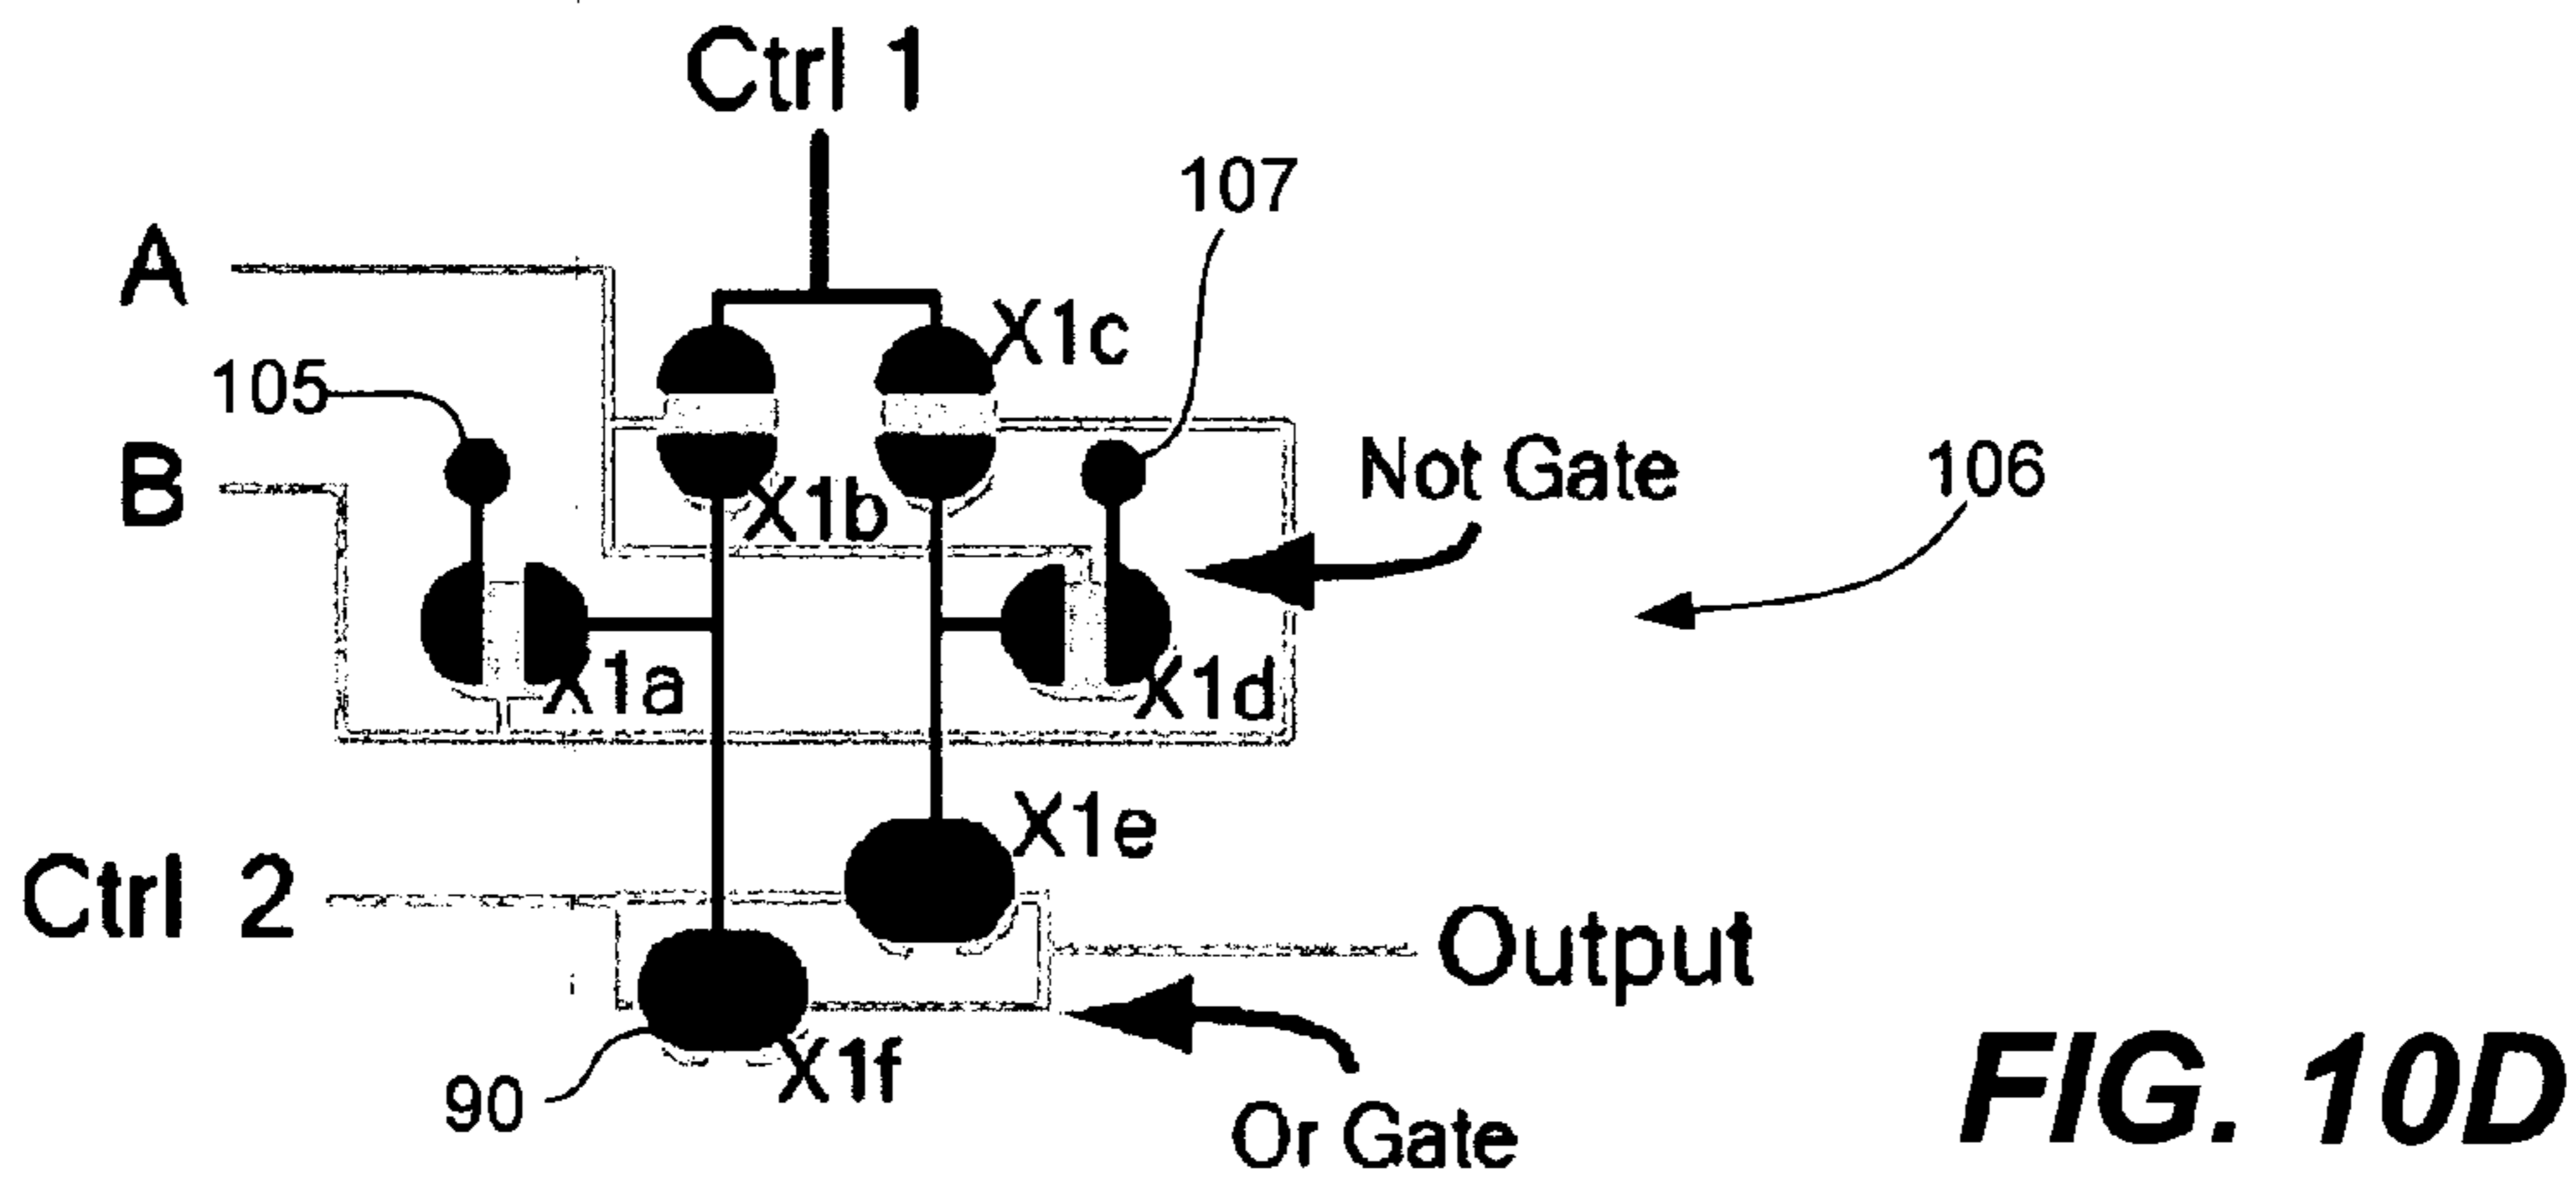 Ctrl 1
107
A
X1c
105
B
X1b
Not Gate
106
X1a
X1d
X1e
Ctrl 2
Output
X1f
90
Or Gate
FIG. 10D